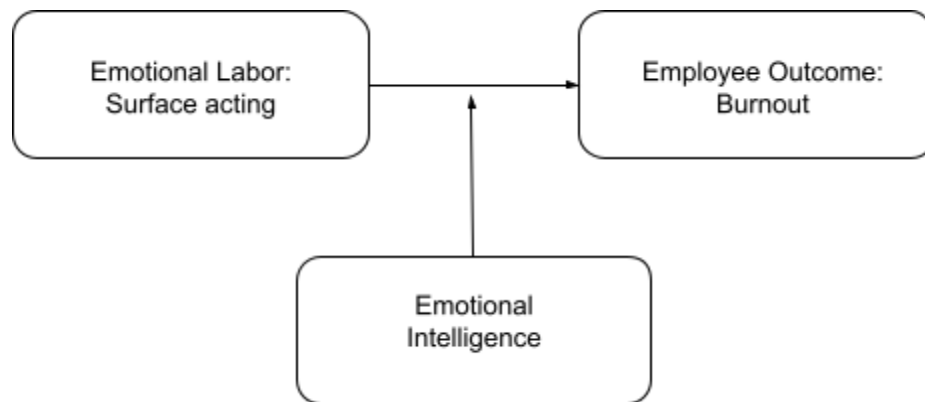 Emotional Labor:
Surface acting
Employee Outcome:
Burnout
Emotional
Intelligence